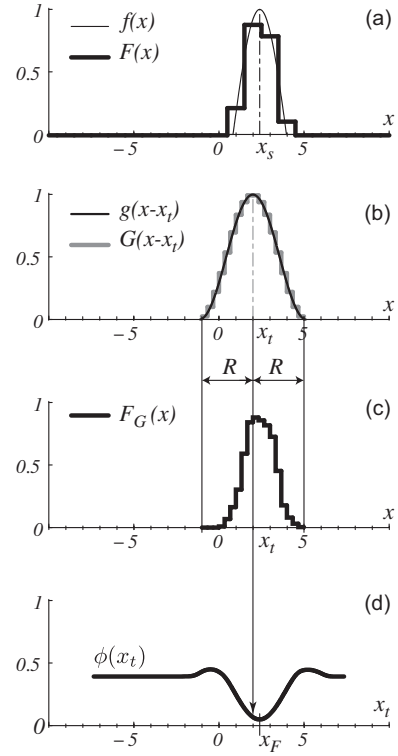 1 f(x) (a)
F(x)
0.5
0 x
−5 0 x_s 5
1 (b)
g(x-x_t)
G(x-x_t)
0.5
0 x
−5 0 x_t 5
R R
1 (c)
F_G(x)
0.5
0 x
−5 0 x_t 5
1 (d)
ϕ(x_t)
0.5
0 x_t
−5 0 x_F 5